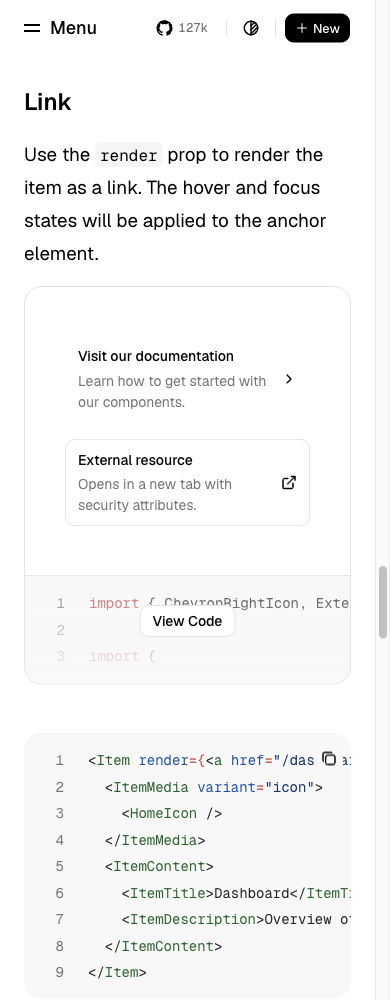 Menu
127k
New
Link
Use the render prop to render the
item as a link. The hover and focus
states will be applied to the anchor
element.
Visit our documentation
Learn how to get started with
our components.
External resource
Opens in a new tab with
security attributes.
1 import { ChevronRightIcon, Exte
View Code
2
3 import {
1 <Item render={<a href="/das
2 <ItemMedia variant="icon">
3 <HomeIcon />
4 </ItemMedia>
5 <ItemContent>
6 <ItemTitle>Dashboard</ItemTi
7 <ItemDescription>Overview of
8 </ItemContent>
9 </Item>